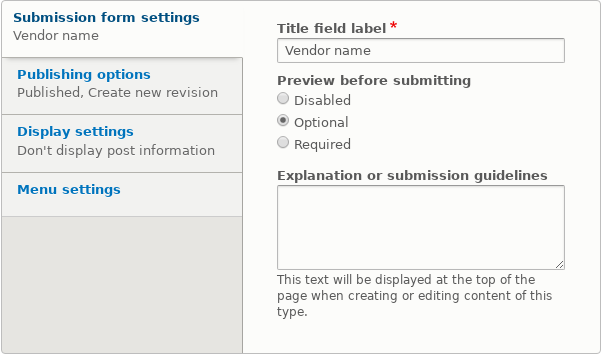 Submission form settings
Vendor name
Publishing options
Published, Create new revision
Display settings
Don't display post information
Menu settings
Title field label *
Vendor name
Preview before submitting
Disabled
Optional
Required
Explanation or submission guidelines
This text will be displayed at the top of the
page when creating or editing content of this
type.